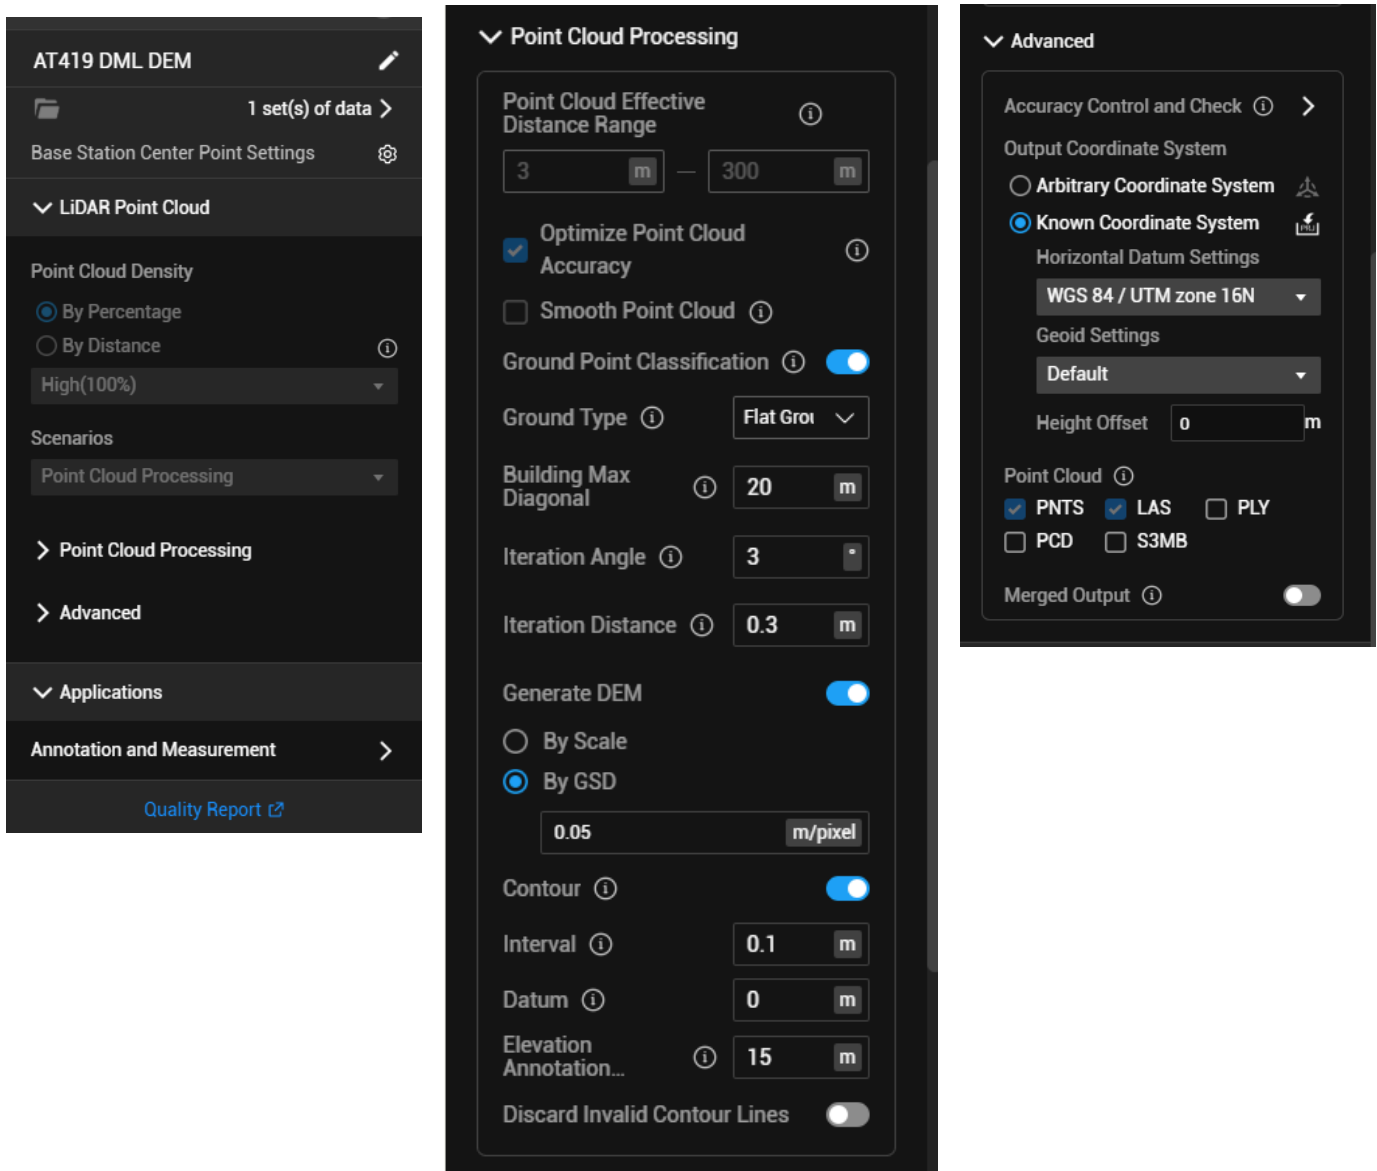 AT419 DML DEM
1 set(s) of data
Base Station Center Point Settings
LiDAR Point Cloud
Point Cloud Density
By Percentage
By Distance
High(100%)
Scenarios
Point Cloud Processing
Point Cloud Processing
Advanced
Applications
Annotation and Measurement
Quality Report
Point Cloud Processing
Point Cloud Effective
Distance Range
3 m — 300 m
Optimize Point Cloud
Accuracy
Smooth Point Cloud
Ground Point Classification
Ground Type Flat Grou
Building Max
Diagonal 20 m
Iteration Angle 3 °
Iteration Distance 0.3 m
Generate DEM
By Scale
By GSD
0.05 m/pixel
Contour
Interval 0.1 m
Datum 0 m
Elevation
Annotation... 15 m
Discard Invalid Contour Lines
Advanced
Accuracy Control and Check
Output Coordinate System
Arbitrary Coordinate System
Known Coordinate System PRJ
Horizontal Datum Settings
WGS 84 / UTM zone 16N
Geoid Settings
Default
Height Offset 0 m
Point Cloud
PNTS LAS PLY
PCD S3MB
Merged Output